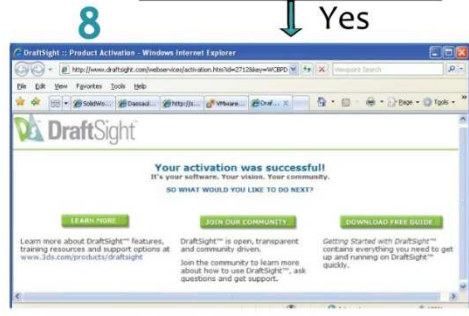 8
Yes
DraftSight :: Product Activation - Windows Internet Explorer
File Edit View Favorites Tools Help
Page Tools
DraftSight
Your activation was successful!
It's your software. Your vision. Your community.
SO WHAT WOULD YOU LIKE TO DO NEXT?
LEARN MORE JOIN OUR COMMUNITY DOWNLOAD FREE GUIDE
Learn more about DraftSight™ features, training resources and support options at www.3ds.com/products/draftsight
DraftSight™ is open, transparent and community driven.
Join the community to learn more about how to use DraftSight™, ask questions and get support.
Getting Started with DraftSight™ contains everything you need to get up and running on DraftSight™ quickly.